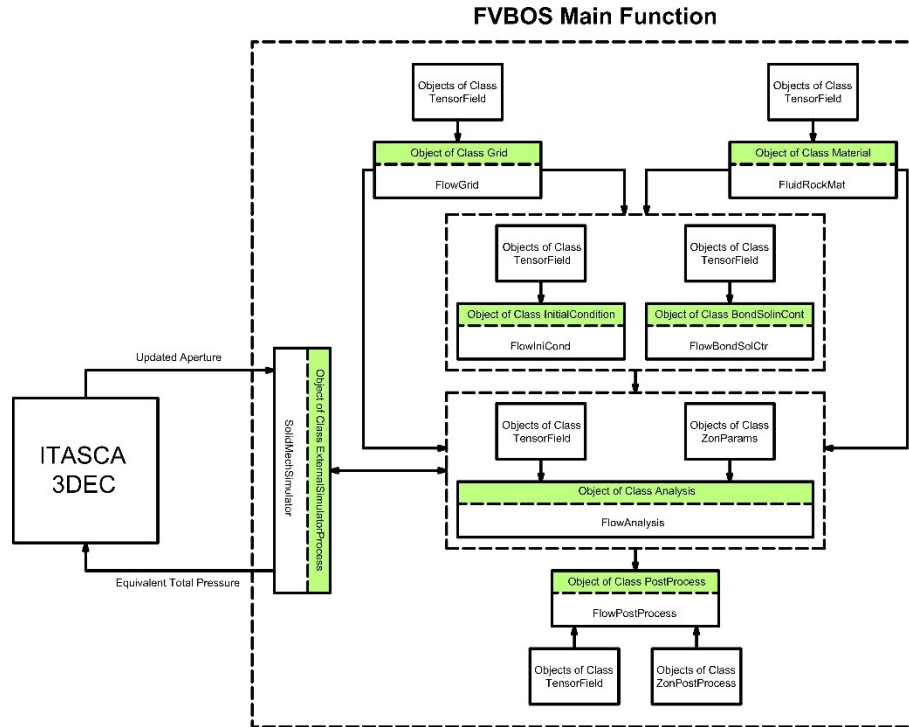 FVBOS Main Function
Objects of Class
TensorField
Objects of Class
TensorField
Object of Class Grid
FlowGrid
Object of Class Material
FluidRockMat
Objects of Class
TensorField
Objects of Class
TensorField
Object of Class InitialCondition
FlowIniCond
Object of Class BondSolinCont
FlowBondSolCtr
Updated Aperture
ITASCA
3DEC
Equivalent Total Pressure
SolidMechSimulator
Object of Class ExternalSimulatorProcess
Objects of Class
TensorField
Objects of Class
ZonParams
Object of Class Analysis
FlowAnalysis
Object of Class PostProcess
FlowPostProcess
Objects of Class
TensorField
Objects of Class
ZonPostProcess